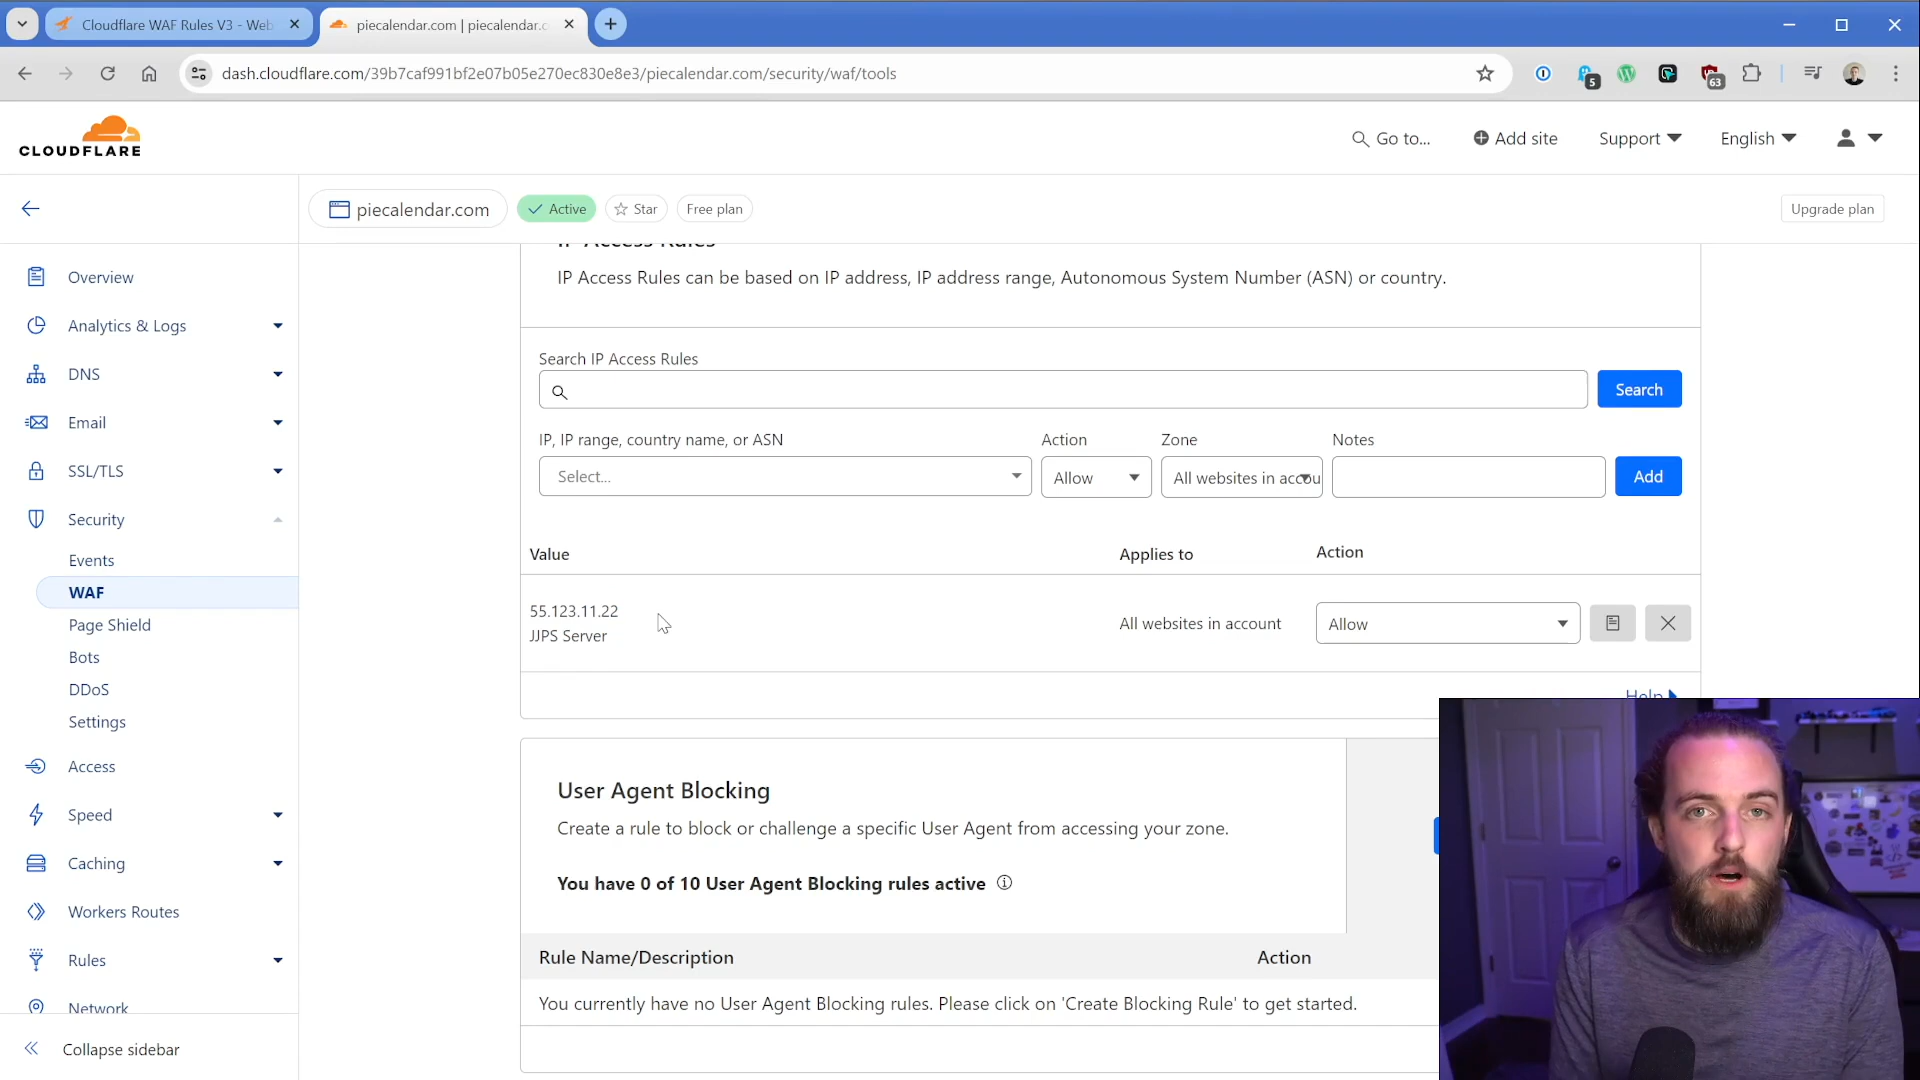 Cloudflare WAF Rules V3 - Web
piecalendar.com | piecalendar.c
dash.cloudflare.com/39b7caf991bf2e07b05e270ec830e8e3/piecalendar.com/security/waf/tools
5
63
CLOUDFLARE
Go to...
Add site
Support
English
piecalendar.com
Active
Star
Free plan
Upgrade plan
Overview
Analytics & Logs
DNS
Email
SSL/TLS
Security
Events
WAF
Page Shield
Bots
DDoS
Settings
Access
Speed
Caching
Workers Routes
Rules
Network
Collapse sidebar
IP Access Rules
IP Access Rules can be based on IP address, IP address range, Autonomous System Number (ASN) or country.
Search IP Access Rules
Search
IP, IP range, country name, or ASN
Action
Zone
Notes
Select...
Allow
All websites in accou
Add
Value
Applies to
Action
55.123.11.22
JJPS Server
All websites in account
Allow
Help
User Agent Blocking
Create a rule to block or challenge a specific User Agent from accessing your zone.
You have 0 of 10 User Agent Blocking rules active
Rule Name/Description
Action
You currently have no User Agent Blocking rules. Please click on 'Create Blocking Rule' to get started.